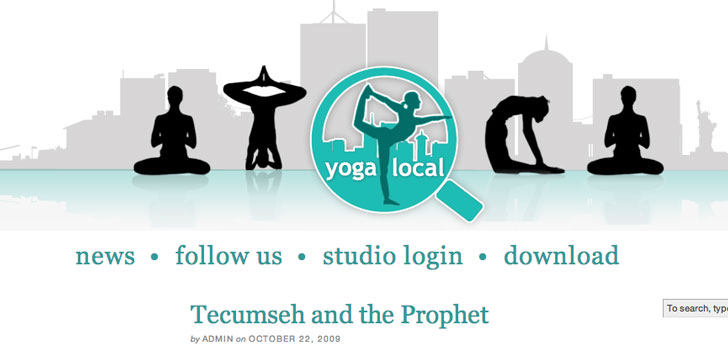 yoga local
news • follow us • studio login • download
Tecumseh and the Prophet
To search, type
by ADMIN on OCTOBER 22, 2009